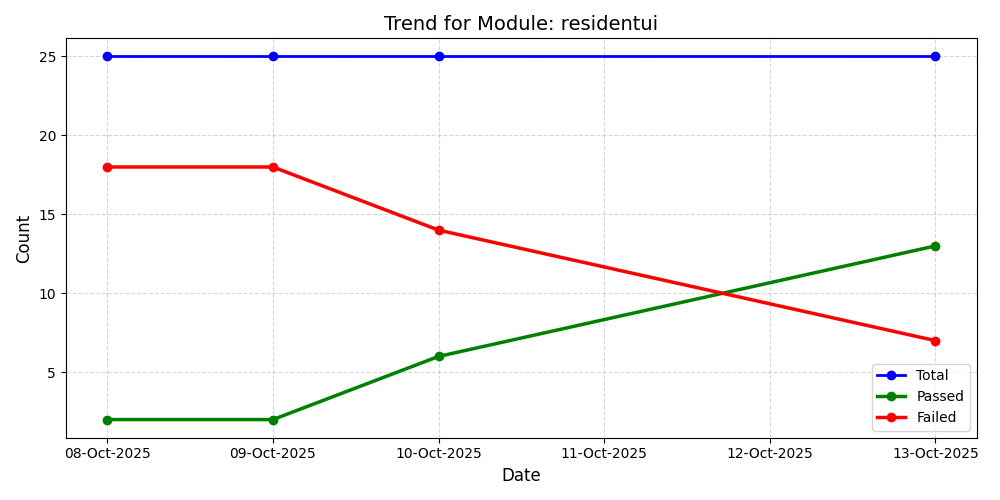 Trend for Module: residentui
Count
25
20
15
10
5
Total
Passed
Failed
08-Oct-2025 09-Oct-2025 10-Oct-2025 11-Oct-2025 12-Oct-2025 13-Oct-2025
Date